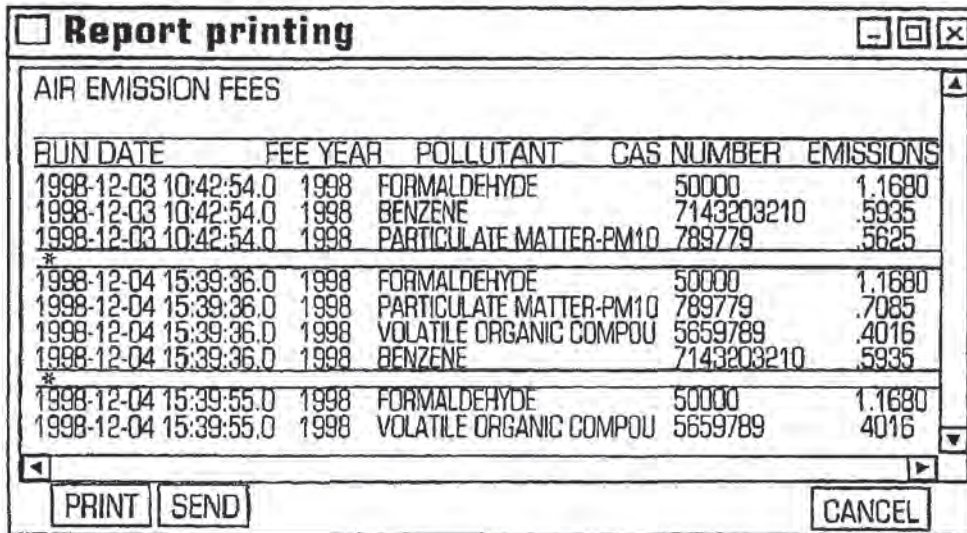 Report printing
AIR EMISSION FEES
RUN DATE FEE YEAR POLLUTANT CAS NUMBER EMISSIONS
1998-12-03 10:42:54.0 1998 FORMALDEHYDE 50000 1.1680
1998-12-03 10:42:54.0 1998 BENZENE 7143203210 .5935
1998-12-03 10:42:54.0 1998 PARTICULATE MATTER-PM10 789779 .5625
*
1998-12-04 15:39:36.0 1998 FORMALDEHYDE 50000 1.1680
1998-12-04 15:39:36.0 1998 PARTICULATE MATTER-PM10 789779 .7085
1998-12-04 15:39:36.0 1998 VOLATILE ORGANIC COMPOU 5659789 .4016
1998-12-04 15:39:36.0 1998 BENZENE 7143203210 .5935
*
1998-12-04 15:39:55.0 1998 FORMALDEHYDE 50000 1.1680
1998-12-04 15:39:55.0 1998 VOLATILE ORGANIC COMPOU 5659789 .4016
PRINT SEND CANCEL